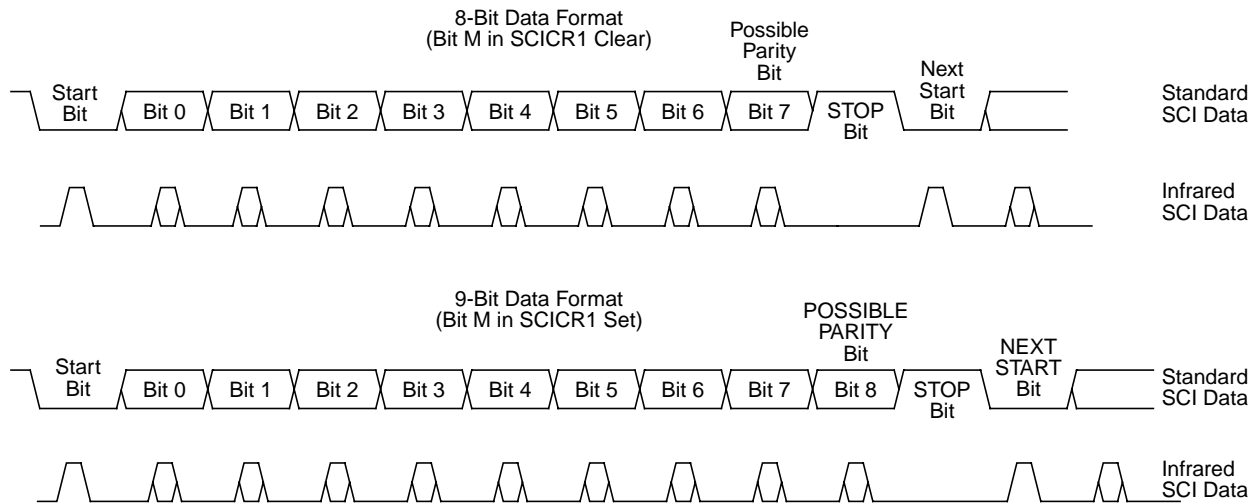 8-Bit Data Format
(Bit M in SCICR1 Clear)
Possible
Parity
Bit
Start
Bit
Bit 0
Bit 1
Bit 2
Bit 3
Bit 4
Bit 5
Bit 6
Bit 7
STOP
Bit
Next
Start
Bit
Standard
SCI Data
Infrared
SCI Data
9-Bit Data Format
(Bit M in SCICR1 Set)
POSSIBLE
PARITY
Bit
Start
Bit
Bit 0
Bit 1
Bit 2
Bit 3
Bit 4
Bit 5
Bit 6
Bit 7
Bit 8
STOP
Bit
NEXT
START
Bit
Standard
SCI Data
Infrared
SCI Data